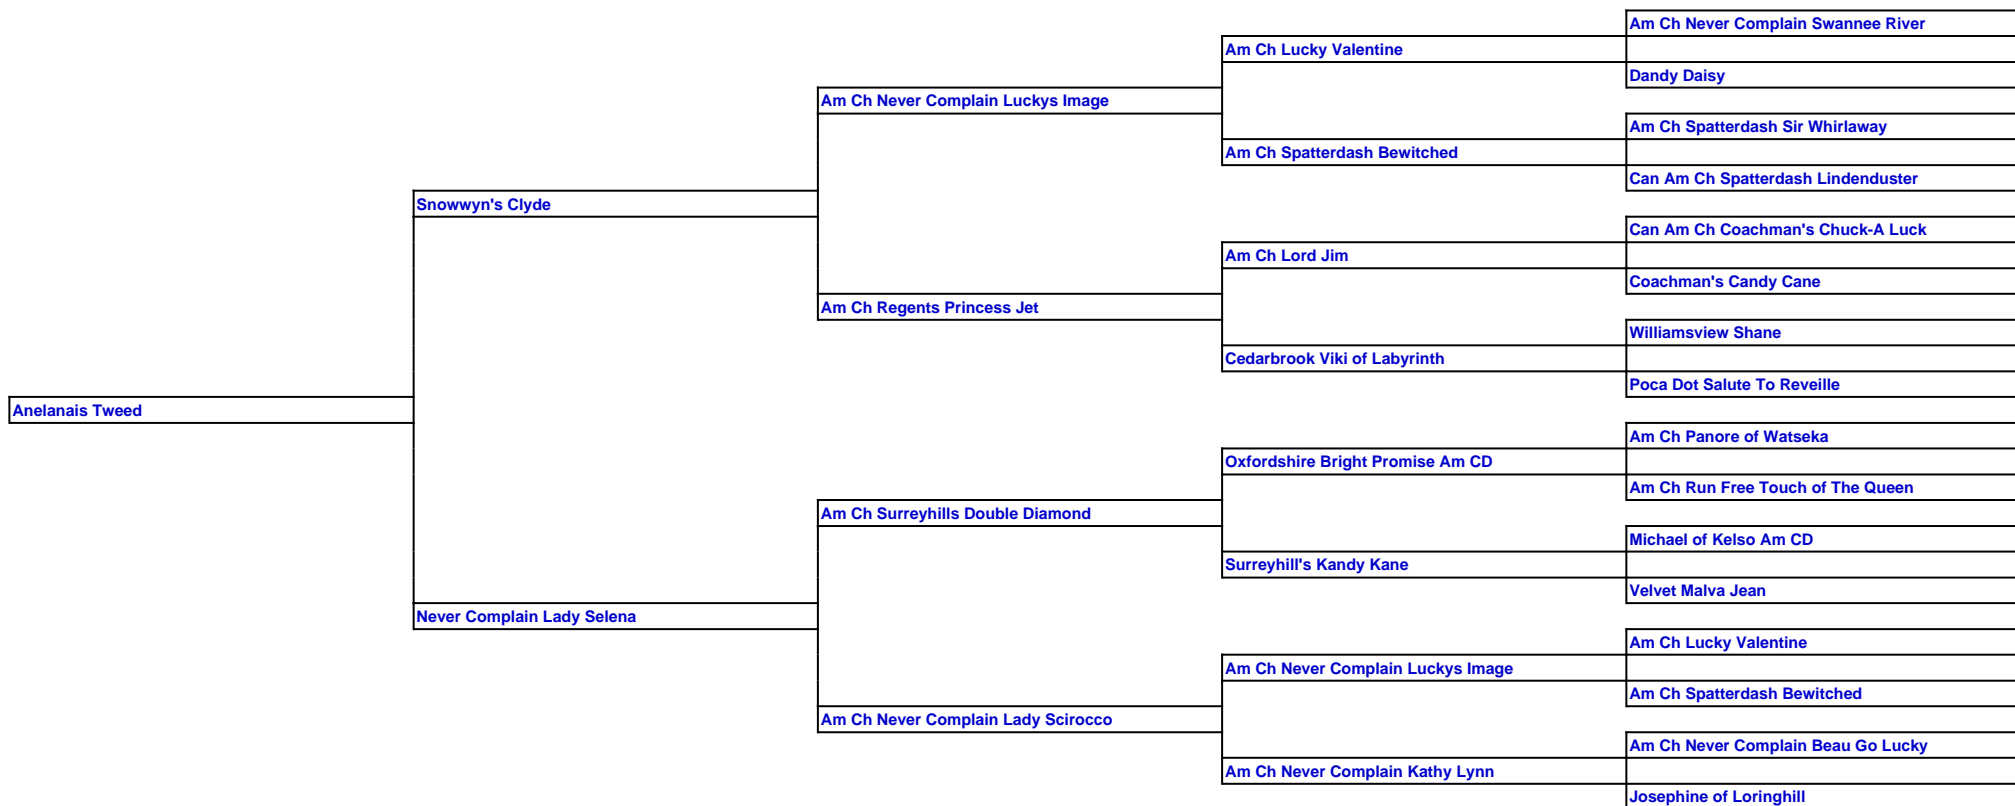 Am Ch Never Complain Swannee River
Am Ch Lucky Valentine
Dandy Daisy
Am Ch Never Complain Luckys Image
Am Ch Spatterdash Sir Whirlaway
Am Ch Spatterdash Bewitched
Can Am Ch Spatterdash Lindenduster
Snowwyn's Clyde
Can Am Ch Coachman's Chuck-A Luck
Am Ch Lord Jim
Coachman's Candy Cane
Am Ch Regents Princess Jet
Williamsview Shane
Cedarbrook Viki of Labyrinth
Poca Dot Salute To Reveille
Anelanais Tweed
Am Ch Panore of Watseka
Oxfordshire Bright Promise Am CD
Am Ch Run Free Touch of The Queen
Am Ch Surreyhills Double Diamond
Michael of Kelso Am CD
Surreyhill's Kandy Kane
Velvet Malva Jean
Never Complain Lady Selena
Am Ch Lucky Valentine
Am Ch Never Complain Luckys Image
Am Ch Spatterdash Bewitched
Am Ch Never Complain Lady Scirocco
Am Ch Never Complain Beau Go Lucky
Am Ch Never Complain Kathy Lynn
Josephine of Loringhill